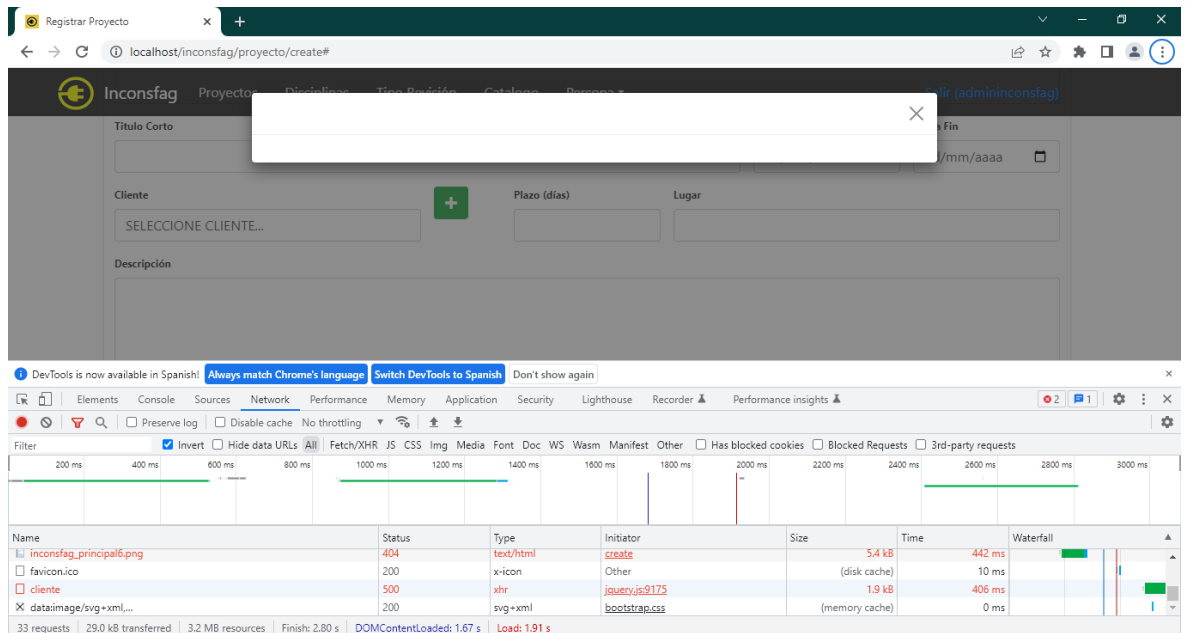 Registrar Proyecto
localhost/inconsfag/proyecto/create#
Inconsfag Proyectos Disciplinas Tipo Revisión Catalogo Persona Salir (admininconsfag)
Titulo Corto Fin
/mm/aaaa
Cliente Plazo (días) Lugar
SELECCIONE CLIENTE...
Descripción
DevTools is now available in Spanish! Always match Chrome's language Switch DevTools to Spanish Don't show again
Elements Console Sources Network Performance Memory Application Security Lighthouse Recorder Performance insights 2 1
Preserve log Disable cache No throttling
Filter Invert Hide data URLs All Fetch/XHR JS CSS Img Media Font Doc WS Wasm Manifest Other Has blocked cookies Blocked Requests 3rd-party requests
200 ms 400 ms 600 ms 800 ms 1000 ms 1200 ms 1400 ms 1600 ms 1800 ms 2000 ms 2200 ms 2400 ms 2600 ms 2800 ms 3000 ms
Name Status Type Initiator Size Time Waterfall
inconsfag_principal6.png 404 text/html create 5.4 kB 442 ms
favicon.ico 200 x-icon Other (disk cache) 10 ms
cliente 500 xhr jquery.js:9175 1.9 kB 406 ms
data:image/svg+xml,... 200 svg+xml bootstrap.css (memory cache) 0 ms
33 requests 29.0 kB transferred 3.2 MB resources Finish: 2.80 s DOMContentLoaded: 1.67 s Load: 1.91 s